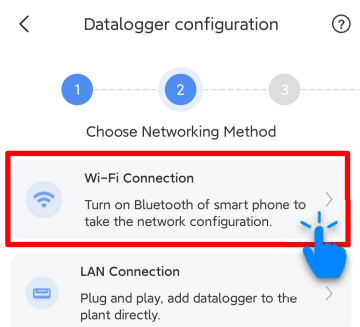 Datalogger configuration
1
2
3
Choose Networking Method
Wi-Fi Connection
Turn on Bluetooth of smart phone to
take the network configuration.
LAN Connection
Plug and play, add datalogger to the
plant directly.